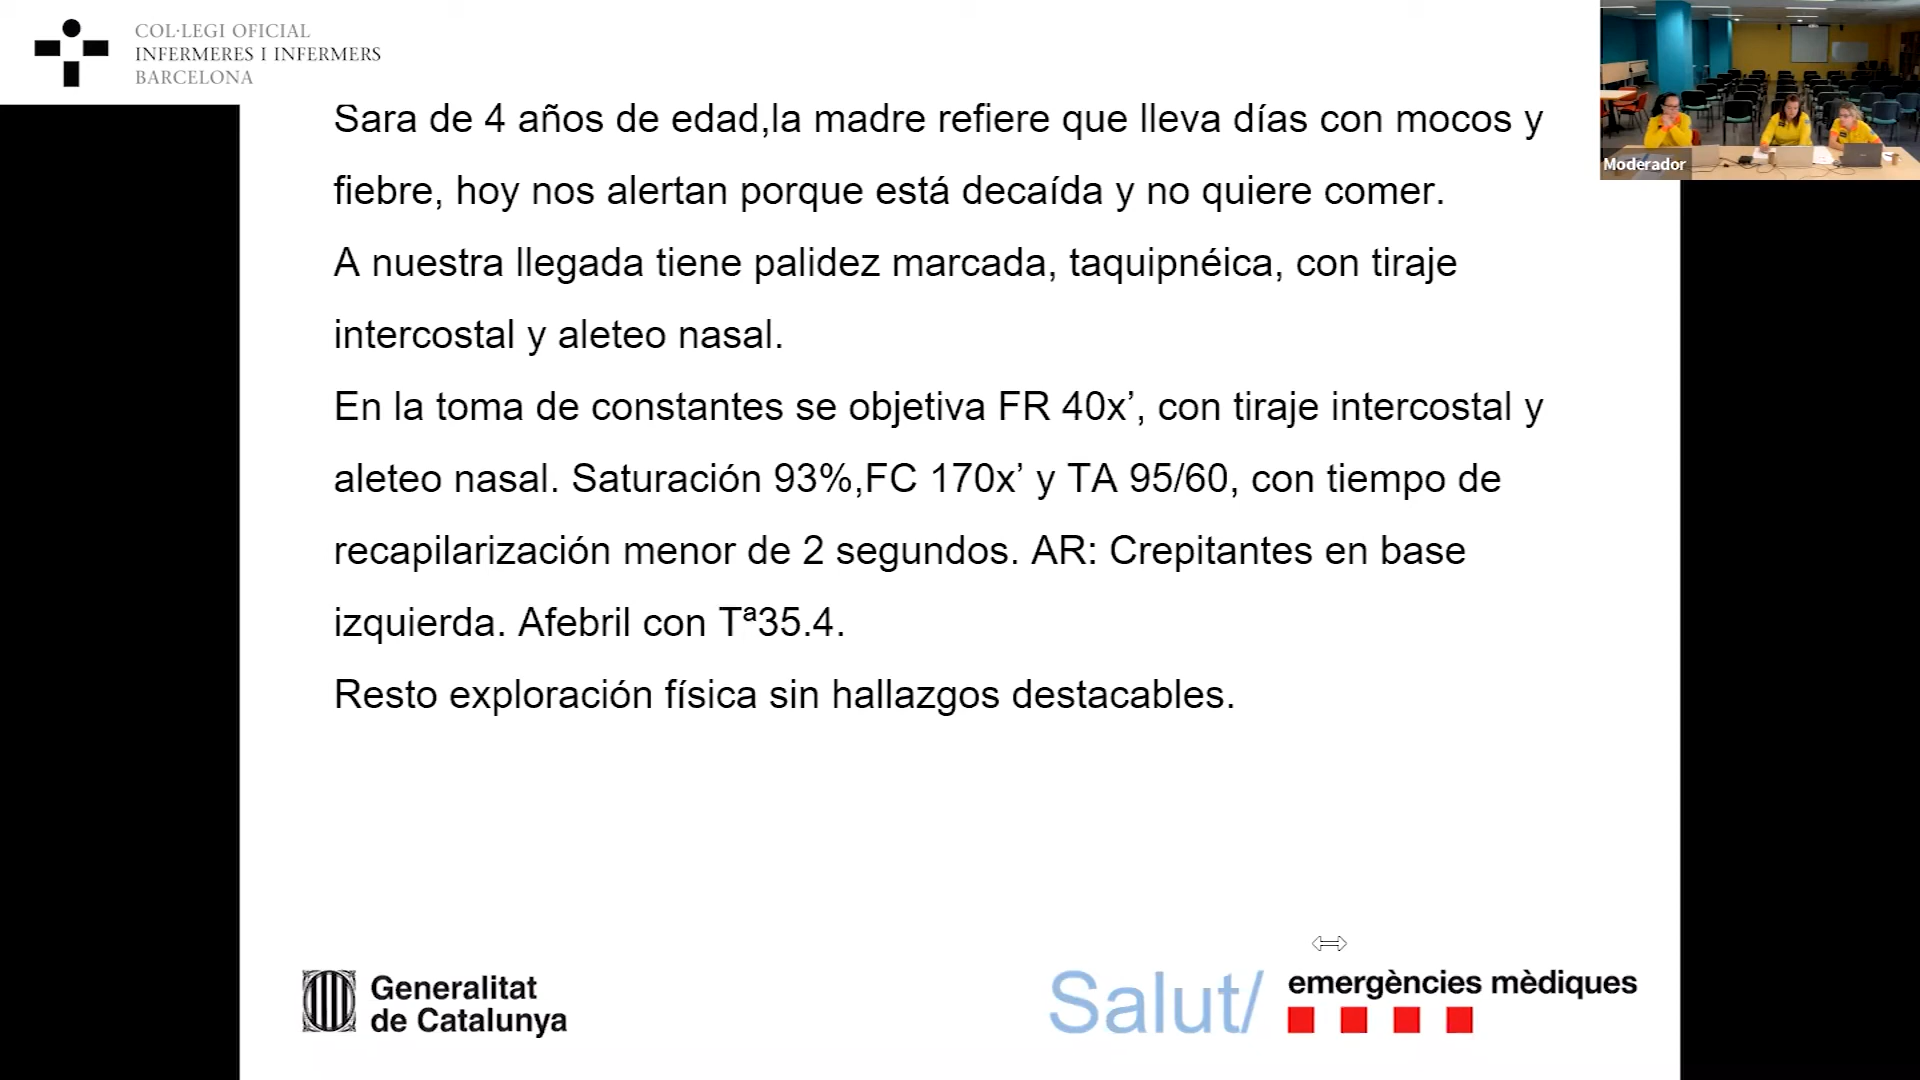 COL·LEGI OFICIAL
INFERMERES I INFERMERS
BARCELONA
Moderador
Sara de 4 años de edad,la madre refiere que lleva días con mocos y
fiebre, hoy nos alertan porque está decaída y no quiere comer.
A nuestra llegada tiene palidez marcada, taquipnéica, con tiraje
intercostal y aleteo nasal.
En la toma de constantes se objetiva FR 40x’, con tiraje intercostal y
aleteo nasal. Saturación 93%,FC 170x’ y TA 95/60, con tiempo de
recapilarización menor de 2 segundos. AR: Crepitantes en base
izquierda. Afebril con Tª35.4.
Resto exploración física sin hallazgos destacables.
Generalitat
de Catalunya
Salut/
emergències mèdiques